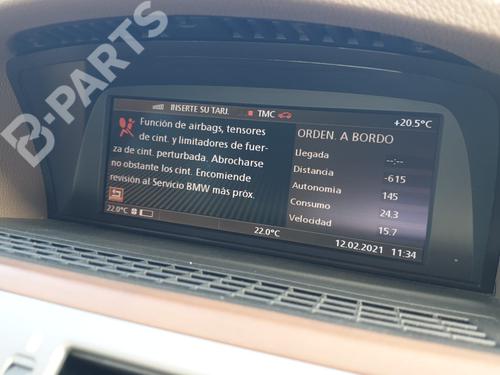 B-PARTS
INSERTE SU TARJ.
TMC
+20.5°C
Función de airbags, tensores
de cint. y limitadores de fuer-
za de cint. perturbada. Abrocharse
no obstante los cint. Encomiende
revisión al Servicio BMW más próx.
ORDEN. A BORDO
Llegada
--:--
Distancia
-615
Autonomia
145
Consumo
24.3
Velocidad
15.7
22.0°C
22.0°C
12.02.2021 11:34